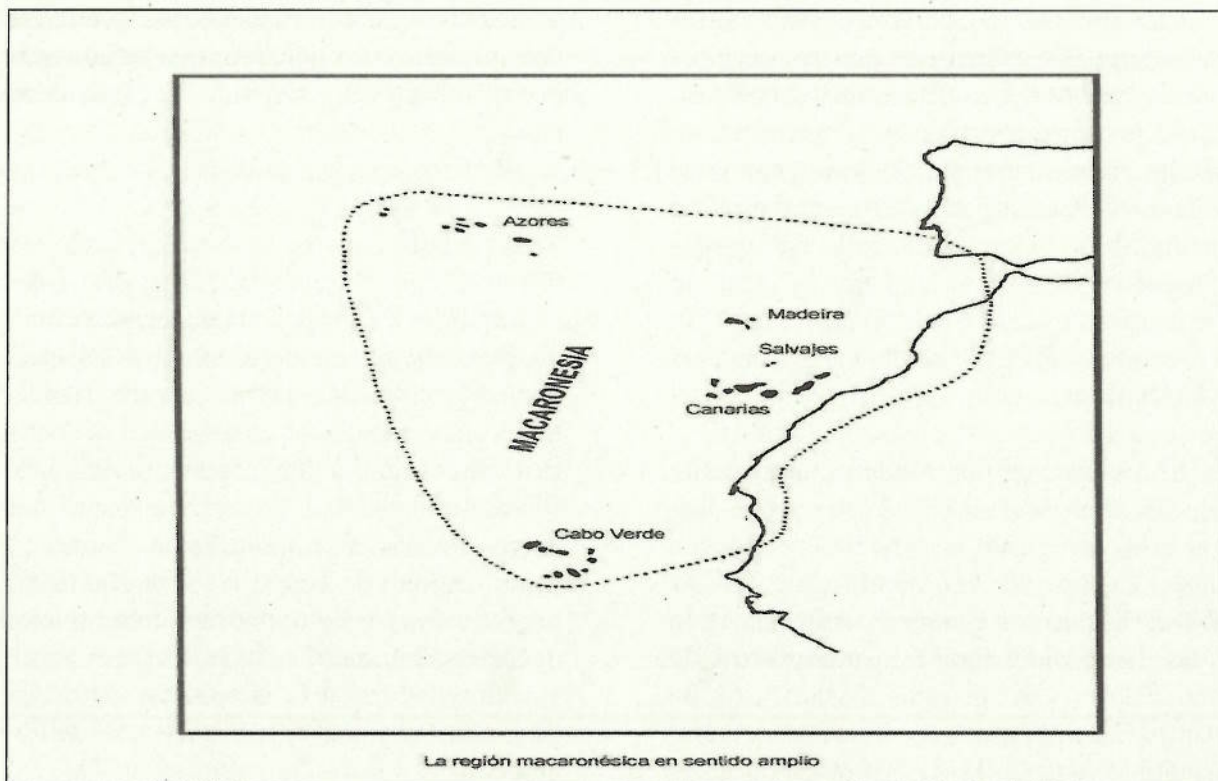 Azores
Madeira
Salvajes
MACARONESIA
Canarias
Cabo Verde
La región macaronésica en sentido amplio